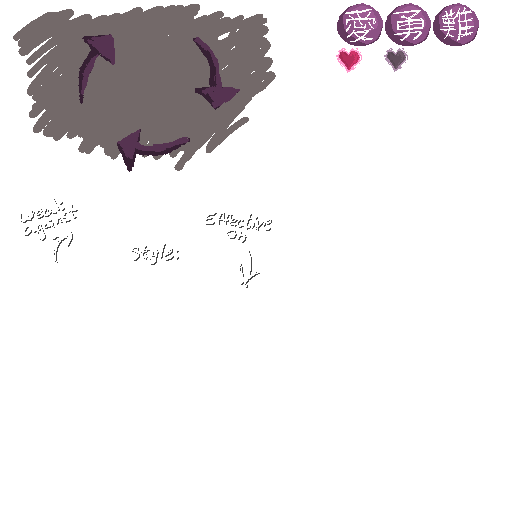 愛 勇 難
Weak
against
Effective
On
Style: